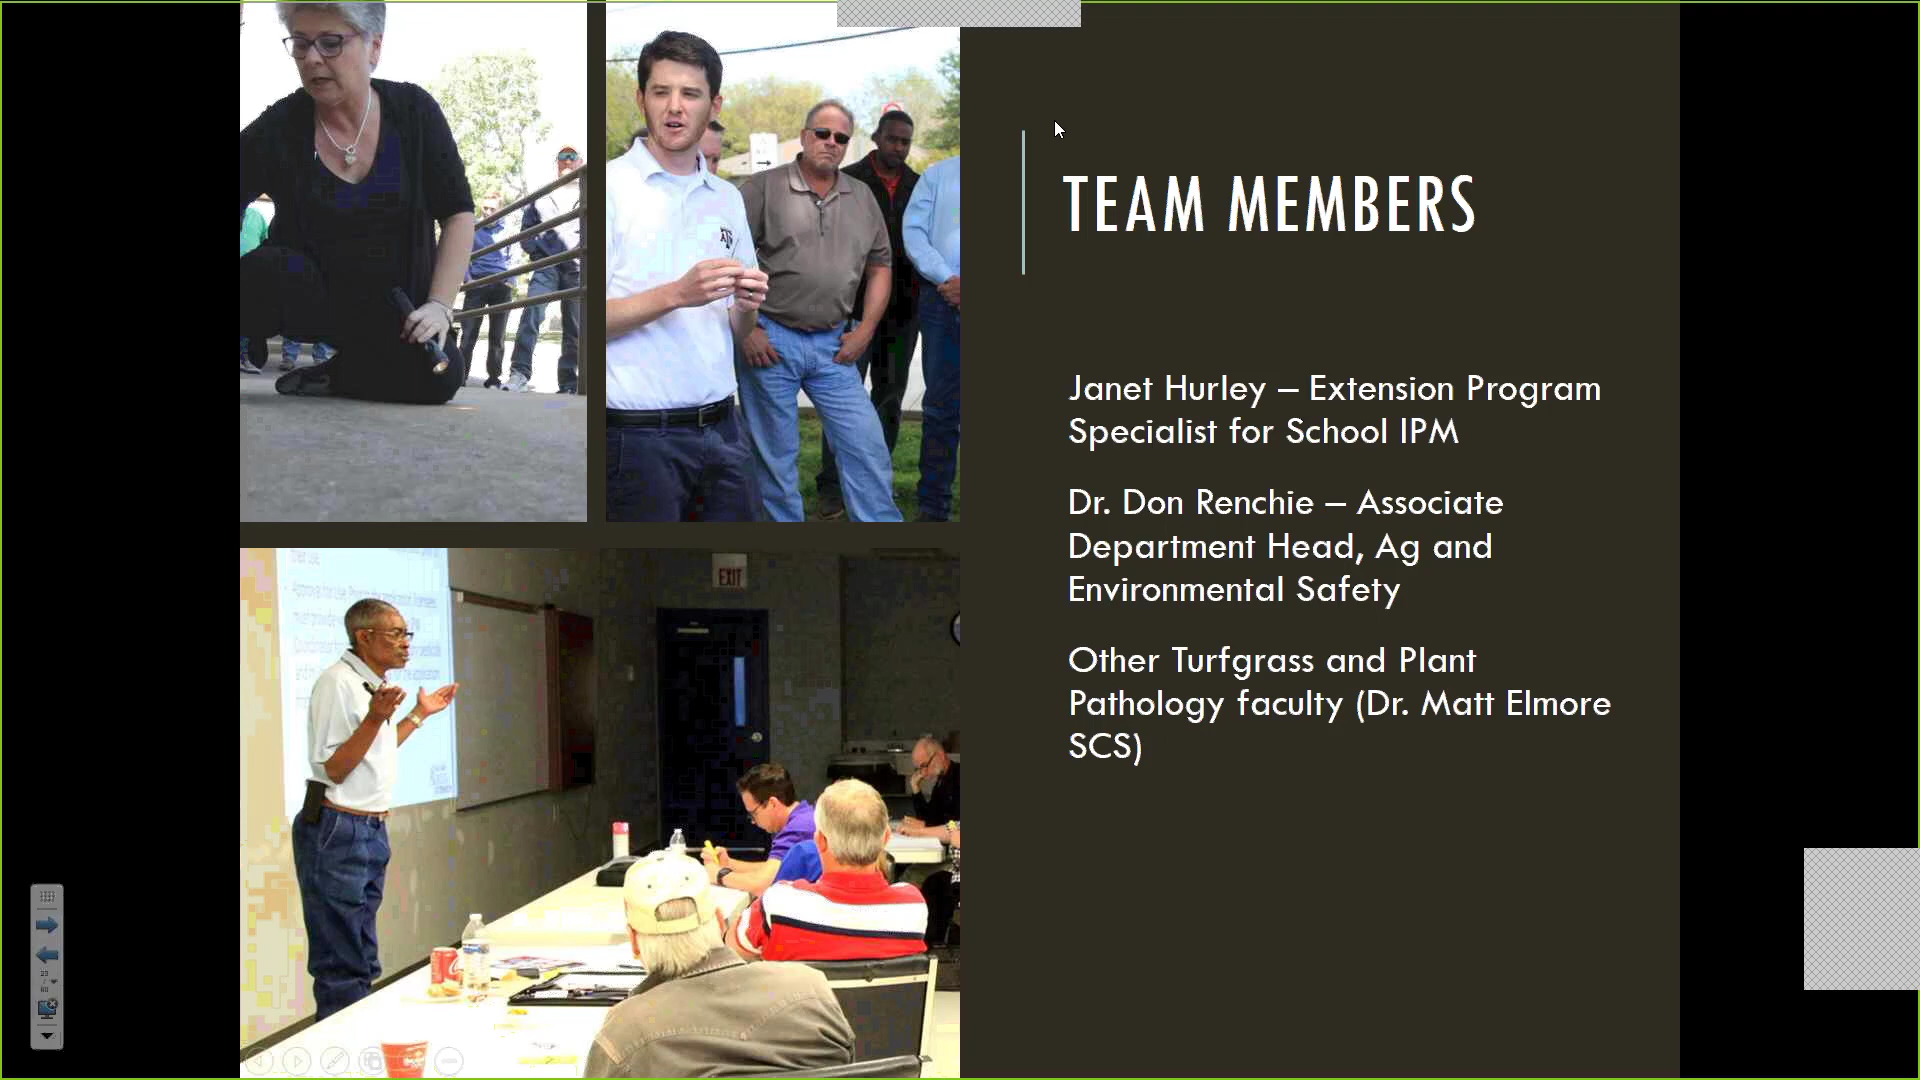 TEAM MEMBERS
Janet Hurley – Extension Program
Specialist for School IPM
Dr. Don Renchie – Associate
Department Head, Ag and
Environmental Safety
Other Turfgrass and Plant
Pathology faculty (Dr. Matt Elmore
SCS)
EXIT